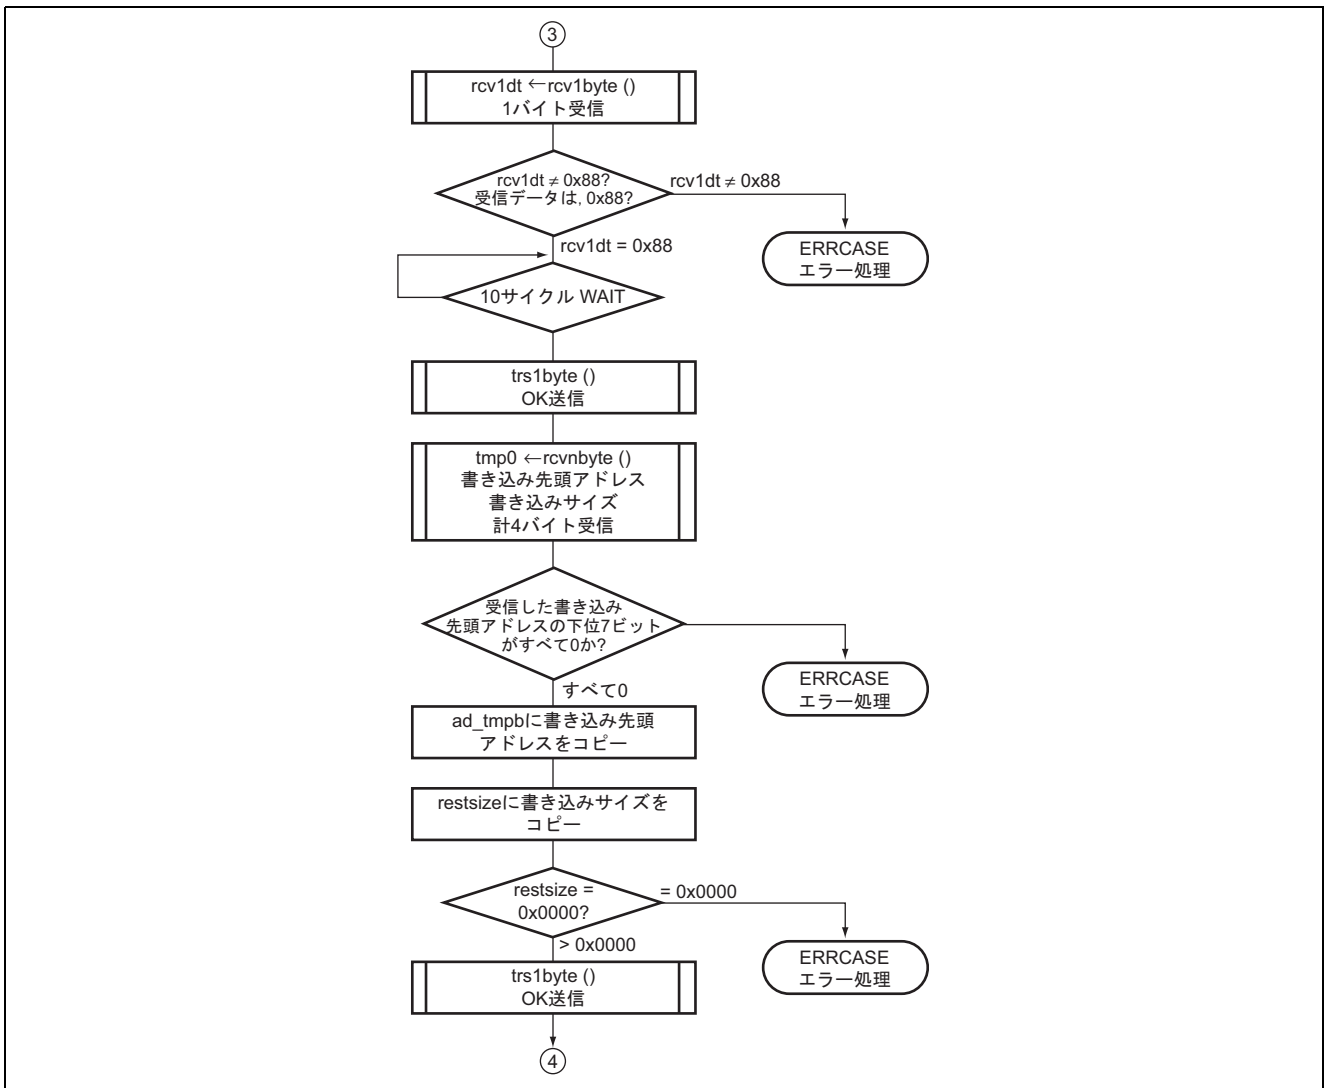 ③
rcv1dt ←rcv1byte ()
1バイト受信
rcv1dt ≠ 0x88?
受信データは, 0x88?
rcv1dt ≠ 0x88
ERRCASE
エラー処理
rcv1dt = 0x88
10サイクル WAIT
trs1byte ()
OK送信
tmp0 ←rcvnbyte ()
書き込み先頭アドレス
書き込みサイズ
計4バイト受信
受信した書き込み
先頭アドレスの下位7ビット
がすべて0か?
ERRCASE
エラー処理
すべて0
ad_tmpbに書き込み先頭
アドレスをコピー
restsizeに書き込みサイズを
コピー
restsize =
0x0000?
= 0x0000
ERRCASE
エラー処理
> 0x0000
trs1byte ()
OK送信
④